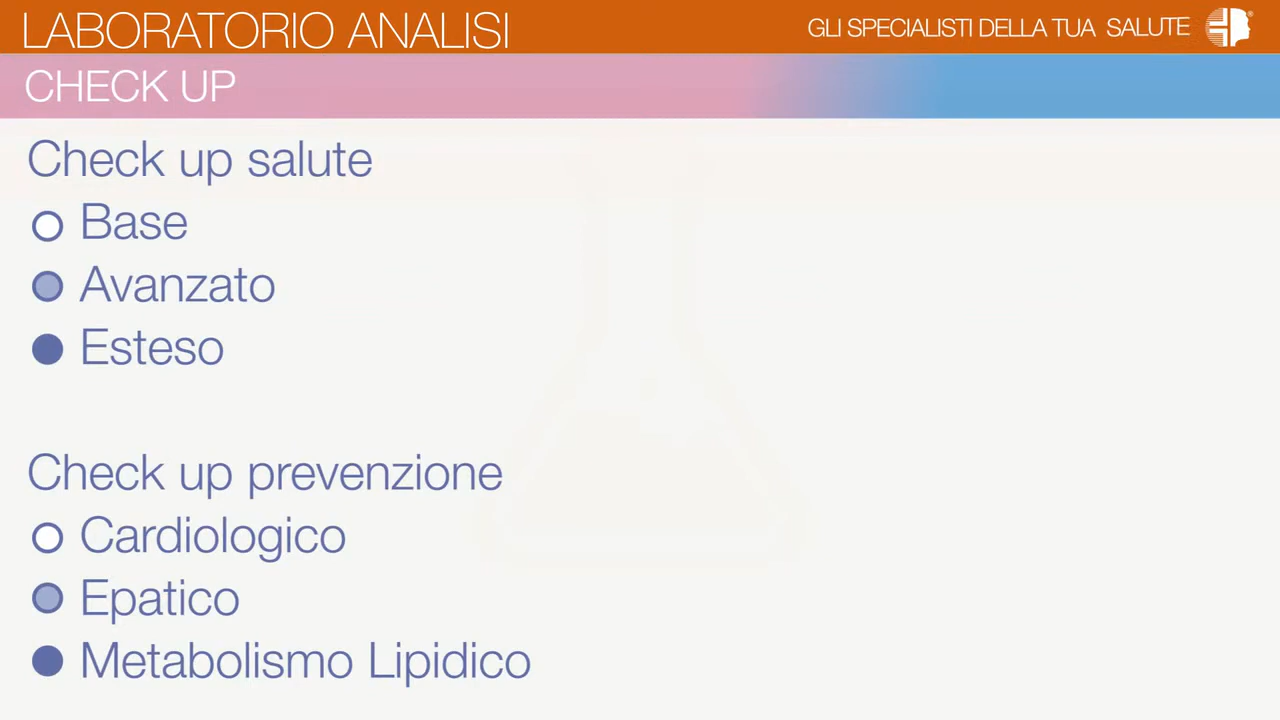 LABORATORIO ANALISI
GLI SPECIALISTI DELLA TUA SALUTE
CHECK UP
Check up salute
Base
Avanzato
Esteso
Check up prevenzione
Cardiologico
Epatico
Metabolismo Lipidico